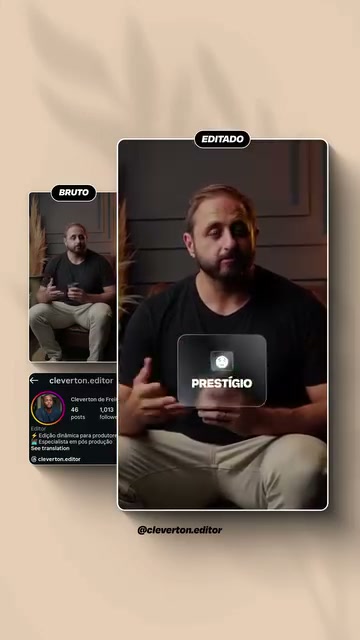 EDITADO
BRUTO
PRESTÍGIO
cleverton.editor
Cleverton de Frei
46
1,013
posts
followe
Editor
⚡ Edição dinâmica para produtore
Especialista em pós produção
See translation
cleverton.editor
@cleverton.editor